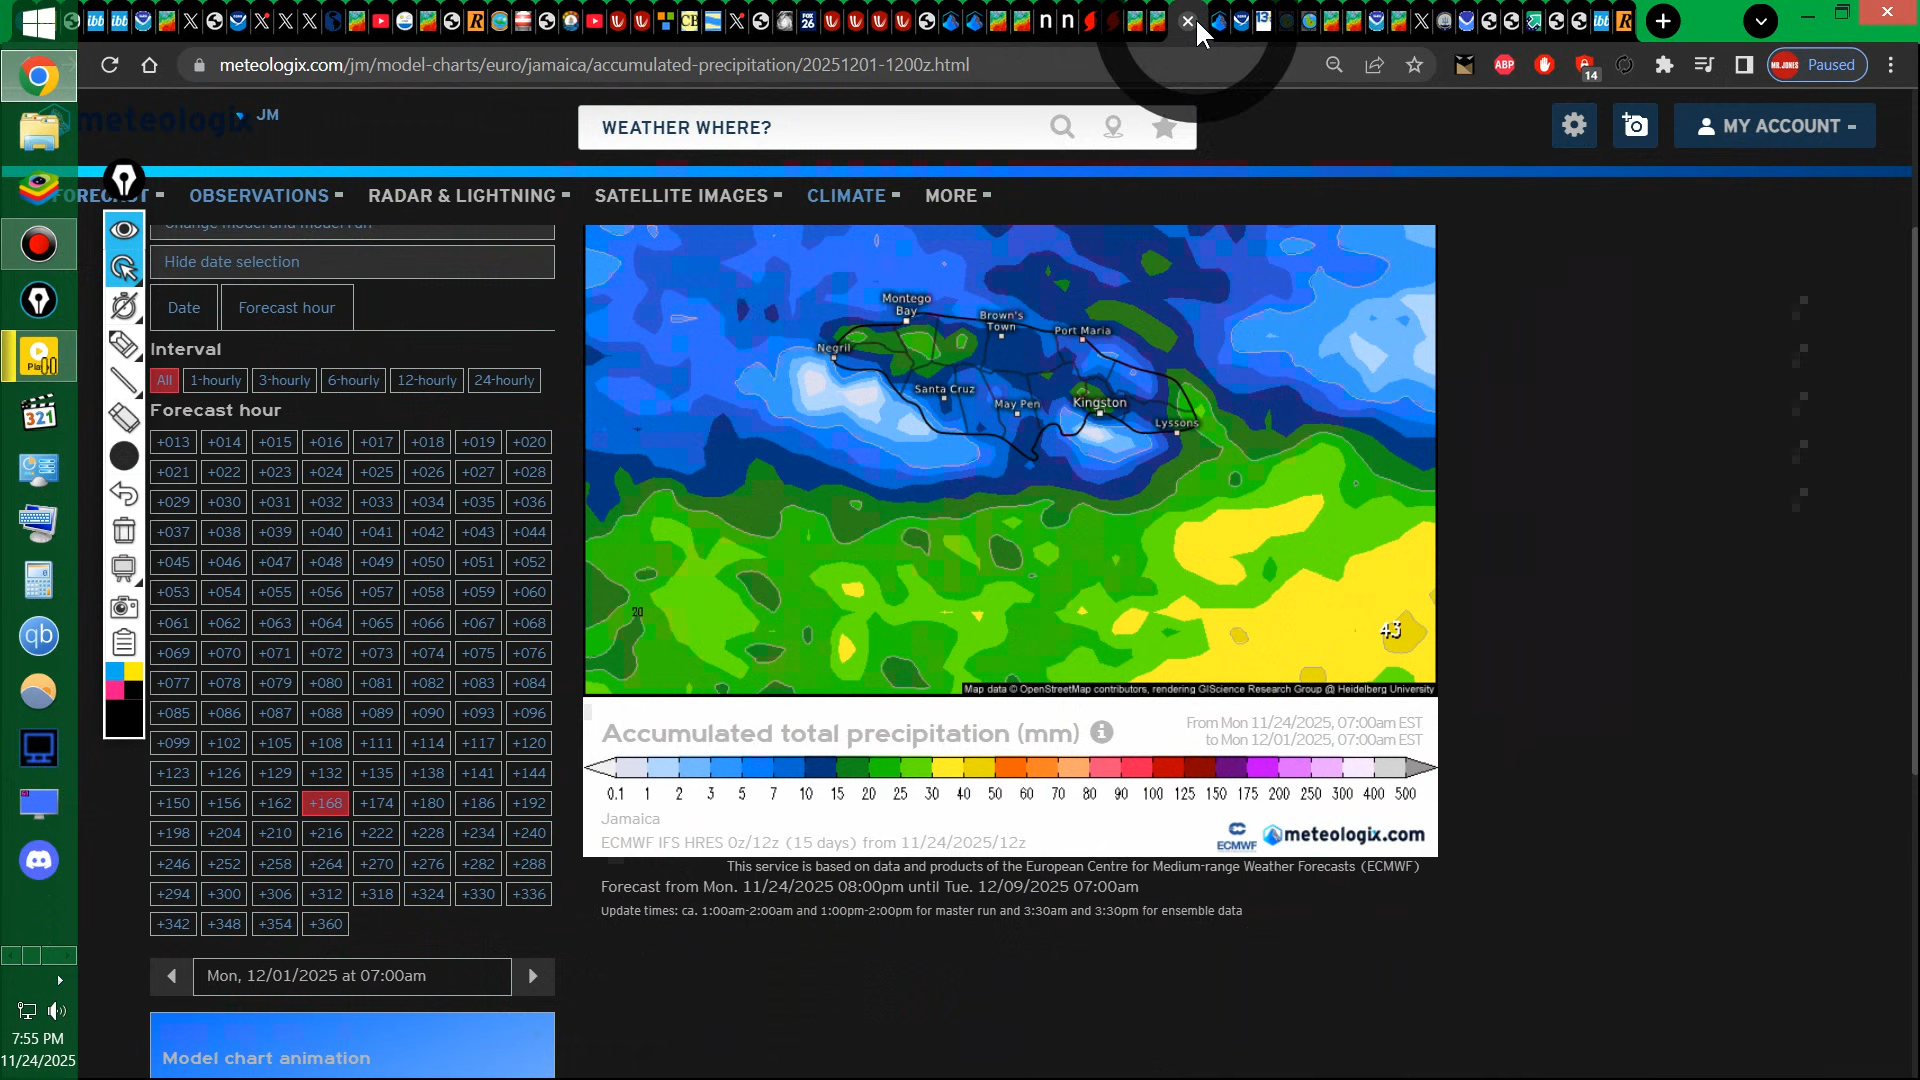 meteologix.com/jm/model-charts/euro/jamaica/accumulated-precipitation/20251201-1200z.html
14
MR.JONES Paused
meteologix JM
WEATHER WHERE?
MY ACCOUNT
FORECAST OBSERVATIONS RADAR & LIGHTNING SATELLITE IMAGES CLIMATE MORE
Change model and model run
Hide date selection
Date Forecast hour
Interval
All 1-hourly 3-hourly 6-hourly 12-hourly 24-hourly
Forecast hour
+013 +014 +015 +016 +017 +018 +019 +020
+021 +022 +023 +024 +025 +026 +027 +028
+029 +030 +031 +032 +033 +034 +035 +036
+037 +038 +039 +040 +041 +042 +043 +044
+045 +046 +047 +048 +049 +050 +051 +052
+053 +054 +055 +056 +057 +058 +059 +060
+061 +062 +063 +064 +065 +066 +067 +068
+069 +070 +071 +072 +073 +074 +075 +076
+077 +078 +079 +080 +081 +082 +083 +084
+085 +086 +087 +088 +089 +090 +093 +096
+099 +102 +105 +108 +111 +114 +117 +120
+123 +126 +129 +132 +135 +138 +141 +144
+150 +156 +162 +168 +174 +180 +186 +192
+198 +204 +210 +216 +222 +228 +234 +240
+246 +252 +258 +264 +270 +276 +282 +288
+294 +300 +306 +312 +318 +324 +330 +336
+342 +348 +354 +360
Mon, 12/01/2025 at 07:00am
Model chart animation
Montego
Bay
Brown's
Town
Port Maria
Negril
Santa Cruz
May Pen
Kingston
Lyssons
20
43
Map data © OpenStreetMap contributors, rendering GIScience Research Group @ Heidelberg University
Accumulated total precipitation (mm)
From Mon 11/24/2025, 07:00am EST
to Mon 12/01/2025, 07:00am EST
0.1 1 2 3 5 7 10 15 20 25 30 40 50 60 70 80 90 100 125 150 175 200 250 300 400 500
Jamaica
ECMWF IFS HRES 0z/12z (15 days) from 11/24/2025/12z
ECMWF meteologix.com
This service is based on data and products of the European Centre for Medium-range Weather Forecasts (ECMWF)
Forecast from Mon. 11/24/2025 08:00pm until Tue. 12/09/2025 07:00am
Update times: ca. 1:00am-2:00am and 1:00pm-2:00pm for master run and 3:30am and 3:30pm for ensemble data
321
qb
7:55 PM
11/24/2025